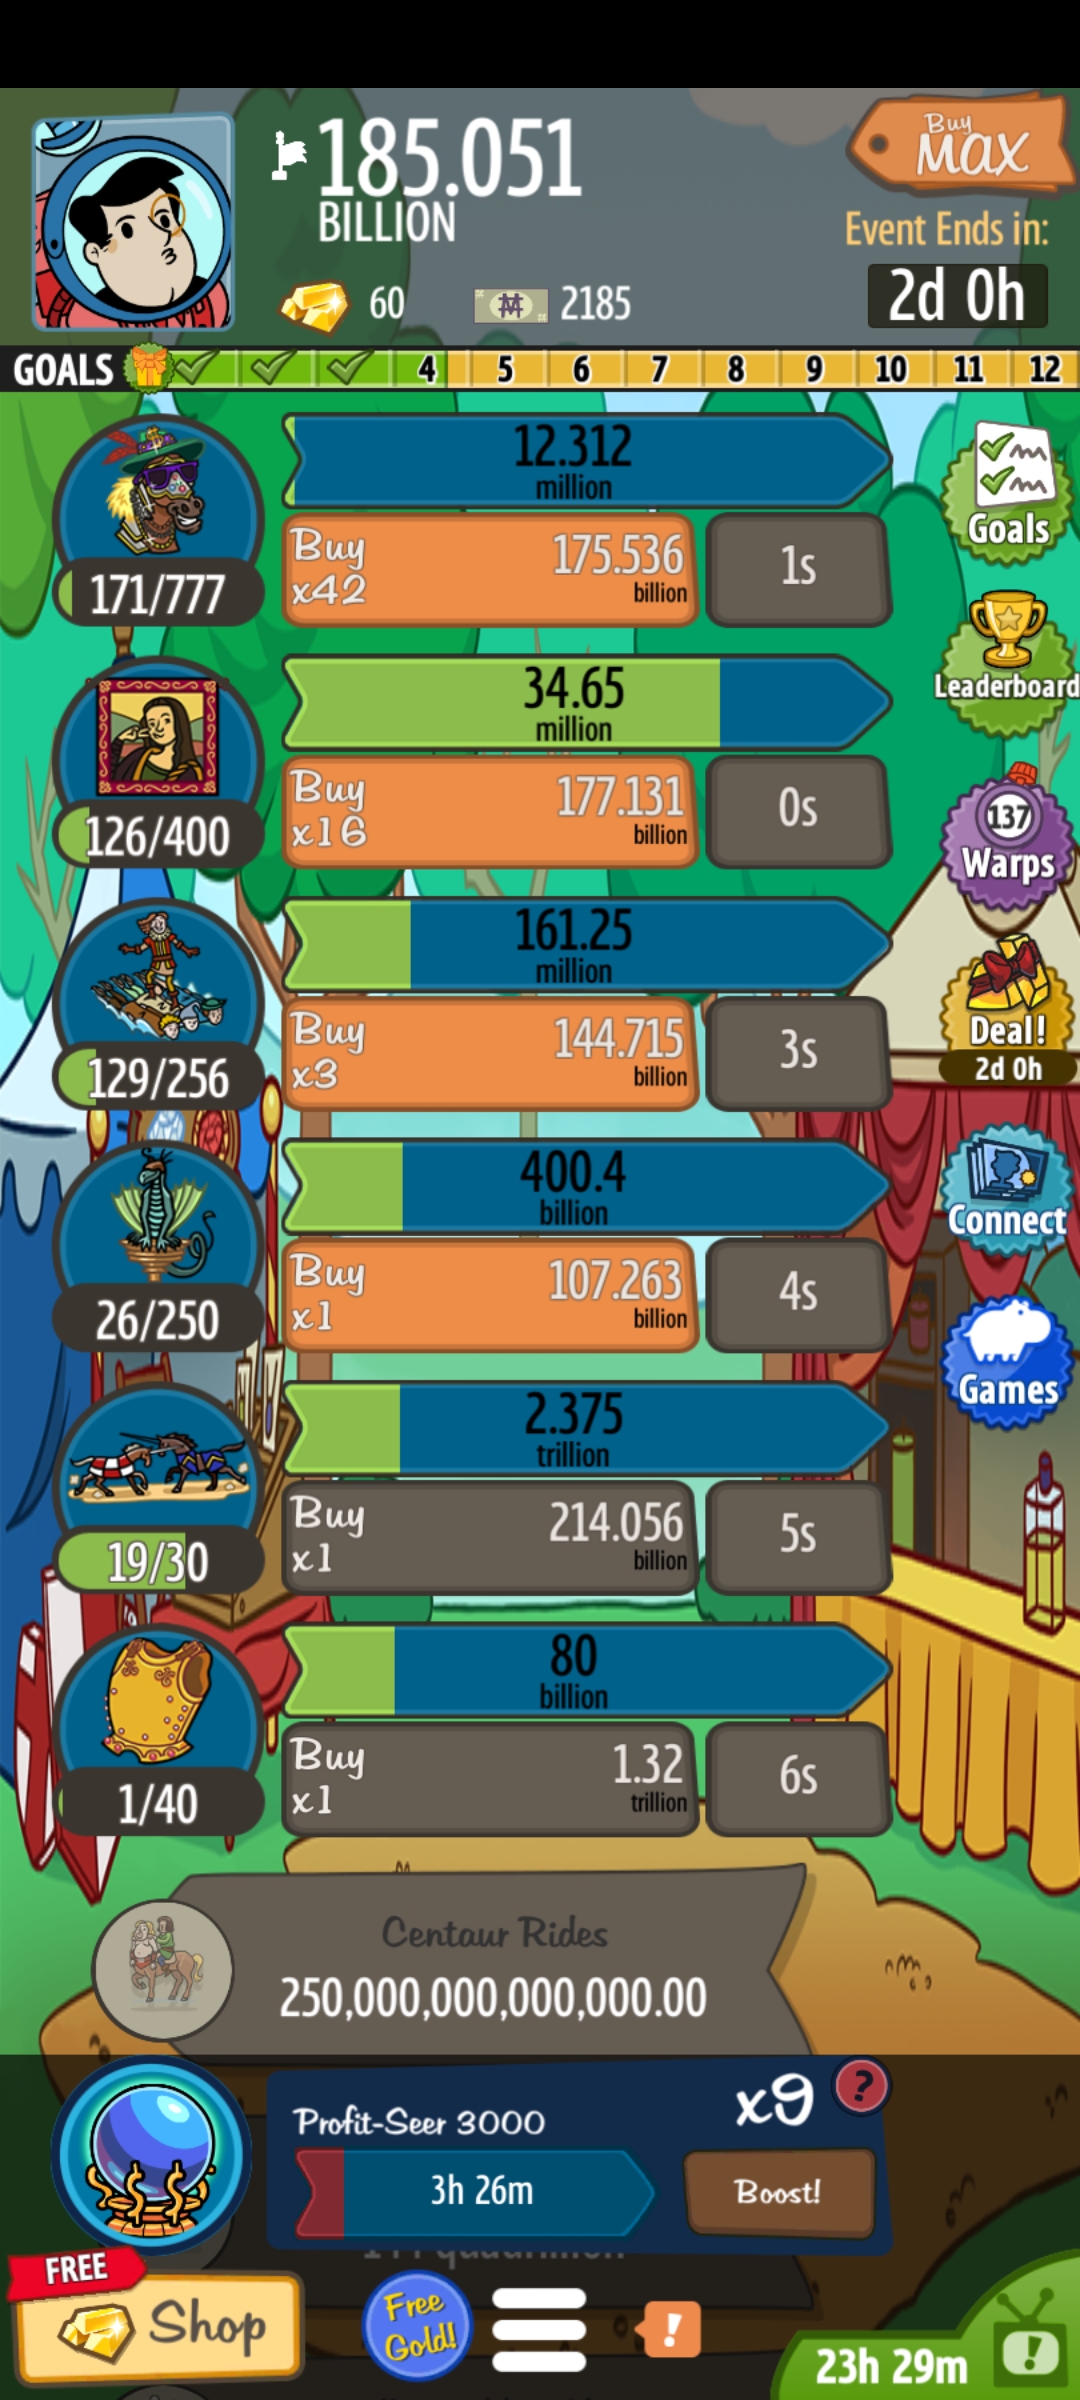 185.051
BILLION
Buy
MAX
Event Ends in:
60
2185
2d 0h
GOALS
4
5
6
7
8
9
10
11
12
12.312
million
Goals
Buy
x42
175.536
billion
1s
171/777
34.65
million
Leaderboard
Buy
x16
177.131
billion
0s
126/400
137
Warps
161.25
million
Buy
x3
144.715
billion
3s
129/256
Deal!
2d 0h
400.4
billion
Connect
Buy
x1
107.263
billion
4s
26/250
Games
2.375
trillion
Buy
x1
214.056
billion
5s
19/30
80
billion
Buy
x1
1.32
trillion
6s
1/40
Centaur Rides
250,000,000,000,000.00
Profit-Seer 3000
x9
?
3h 26m
Boost!
FREE
Shop
Free
Gold!
!
23h 29m
!